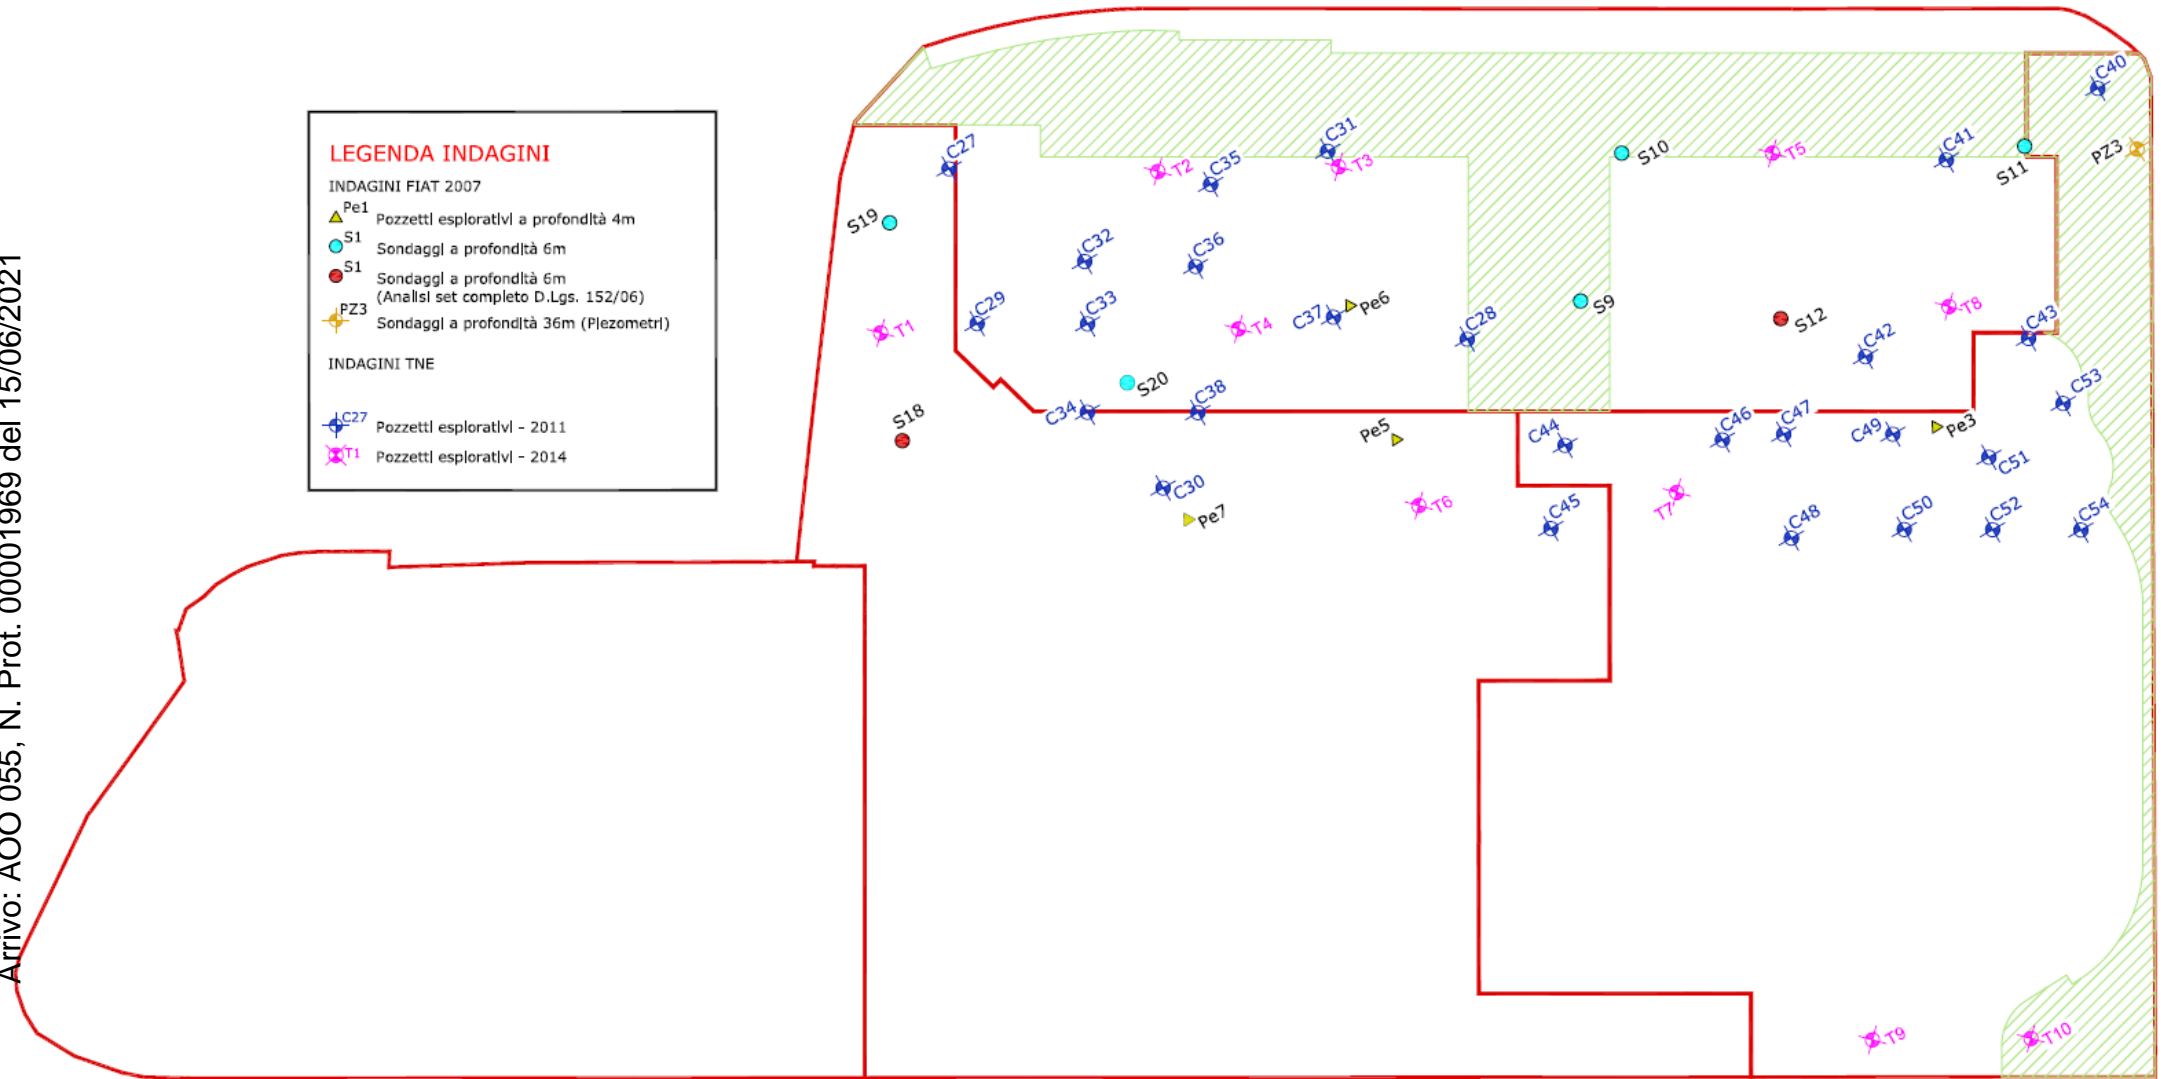 Arrivo: AOO 055, N. Prot. 00001969 del 15/06/2021
LEGENDA INDAGINI
INDAGINI FIAT 2007
Pe1 Pozzetti esplorativi a profondità 4m
S1 Sondaggi a profondità 6m
S1 Sondaggi a profondità 6m
(Analisi set completo D.Lgs. 152/06)
PZ3 Sondaggi a profondità 36m (Piezometri)
INDAGINI TNE
C27 Pozzetti esplorativi - 2011
T1 Pozzetti esplorativi - 2014
C40
C27
C31
C35
T2
T3
S10
T5
C41
S11
PZ3
S19
C32
C36
C29
C33
T1
T4
C37
Pe6
C28
S9
S12
T8
C42
C43
S20
C34
C38
S18
Pe5
C44
C46
C47
C49
Pe3
C53
C51
C30
Pe7
T6
C45
T7
C48
C50
C52
C54
T9
T10